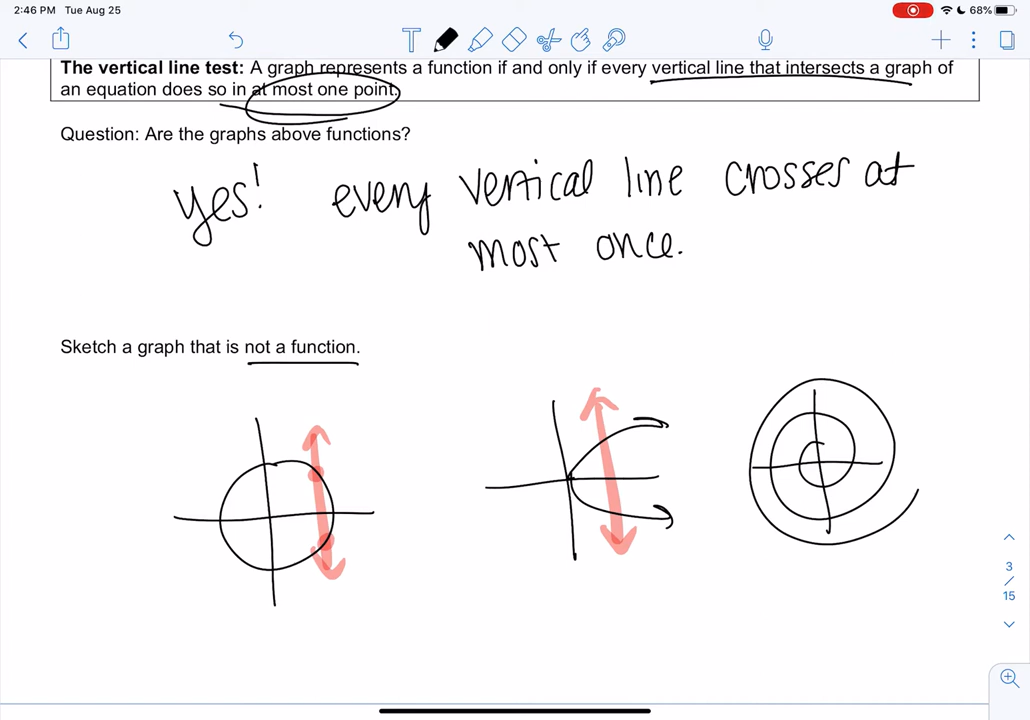 2:46 PM Tue Aug 25
68%
The vertical line test: A graph represents a function if and only if every vertical line that intersects a graph of
an equation does so in at most one point.
Question: Are the graphs above functions?
yes! every vertical line crosses at
most once.
Sketch a graph that is not a function.
3
/
15